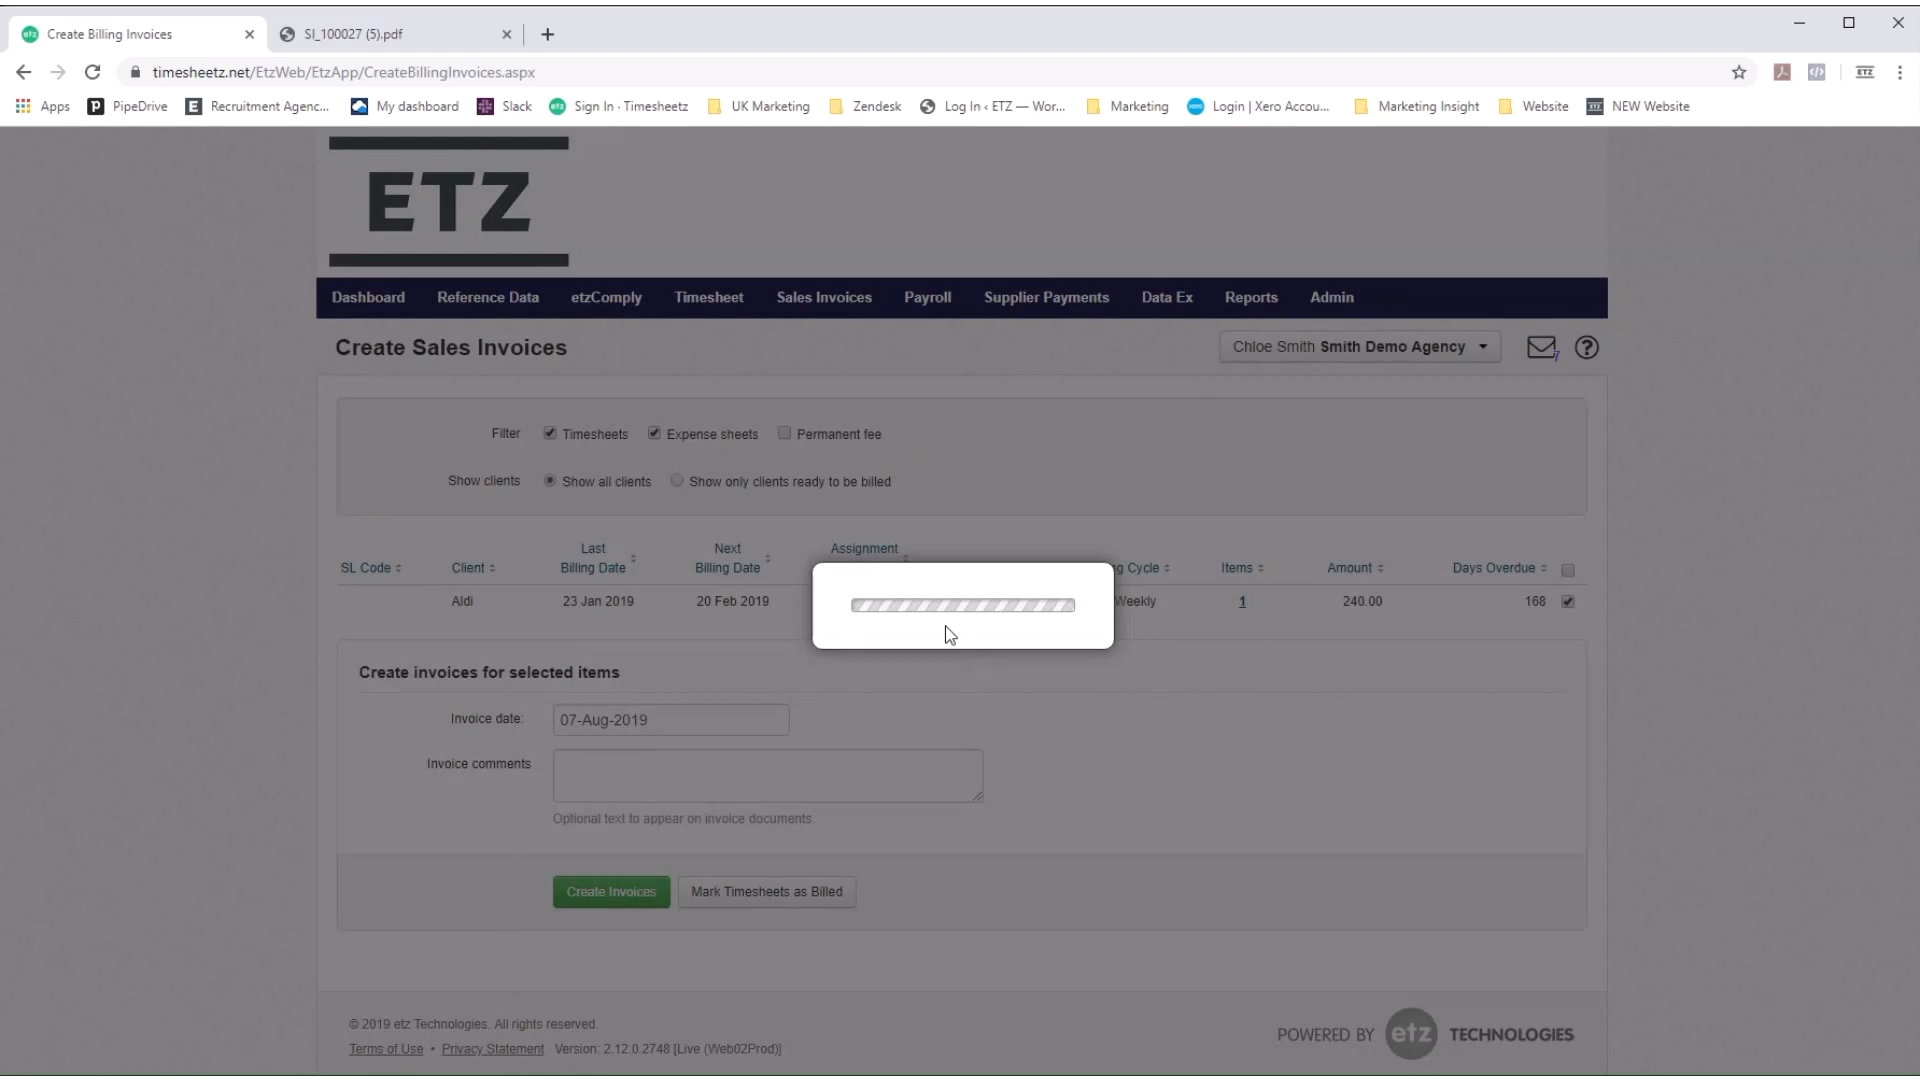 Create Billing Invoices
SI_100027 (5).pdf
timesheetz.net/EtzWeb/EtzApp/CreateBillingInvoices.aspx
Apps PipeDrive Recruitment Agenc... My dashboard Slack Sign In ‹ Timesheetz UK Marketing Zendesk Log In ‹ ETZ — Wor... Marketing Login | Xero Accou... Marketing Insight Website NEW Website
ETZ
Dashboard Reference Data etzComply Timesheet Sales Invoices Payroll Supplier Payments Data Ex Reports Admin
Create Sales Invoices
Chloe Smith Smith Demo Agency
7
Filter Timesheets Expense sheets Permanent fee
Show clients Show all clients Show only clients ready to be billed
SL Code Client Last Billing Date Next Billing Date Assignment g Cycle Items Amount Days Overdue
Aldi 23 Jan 2019 20 Feb 2019 Weekly 1 240.00 168
Create invoices for selected items
Invoice date: 07-Aug-2019
Invoice comments
Optional text to appear on invoice documents.
Create Invoices Mark Timesheets as Billed
© 2019 etz Technologies. All rights reserved.
Terms of Use • Privacy Statement Version: 2.12.0.2748 [Live (Web02Prod)]
POWERED BY etz TECHNOLOGIES